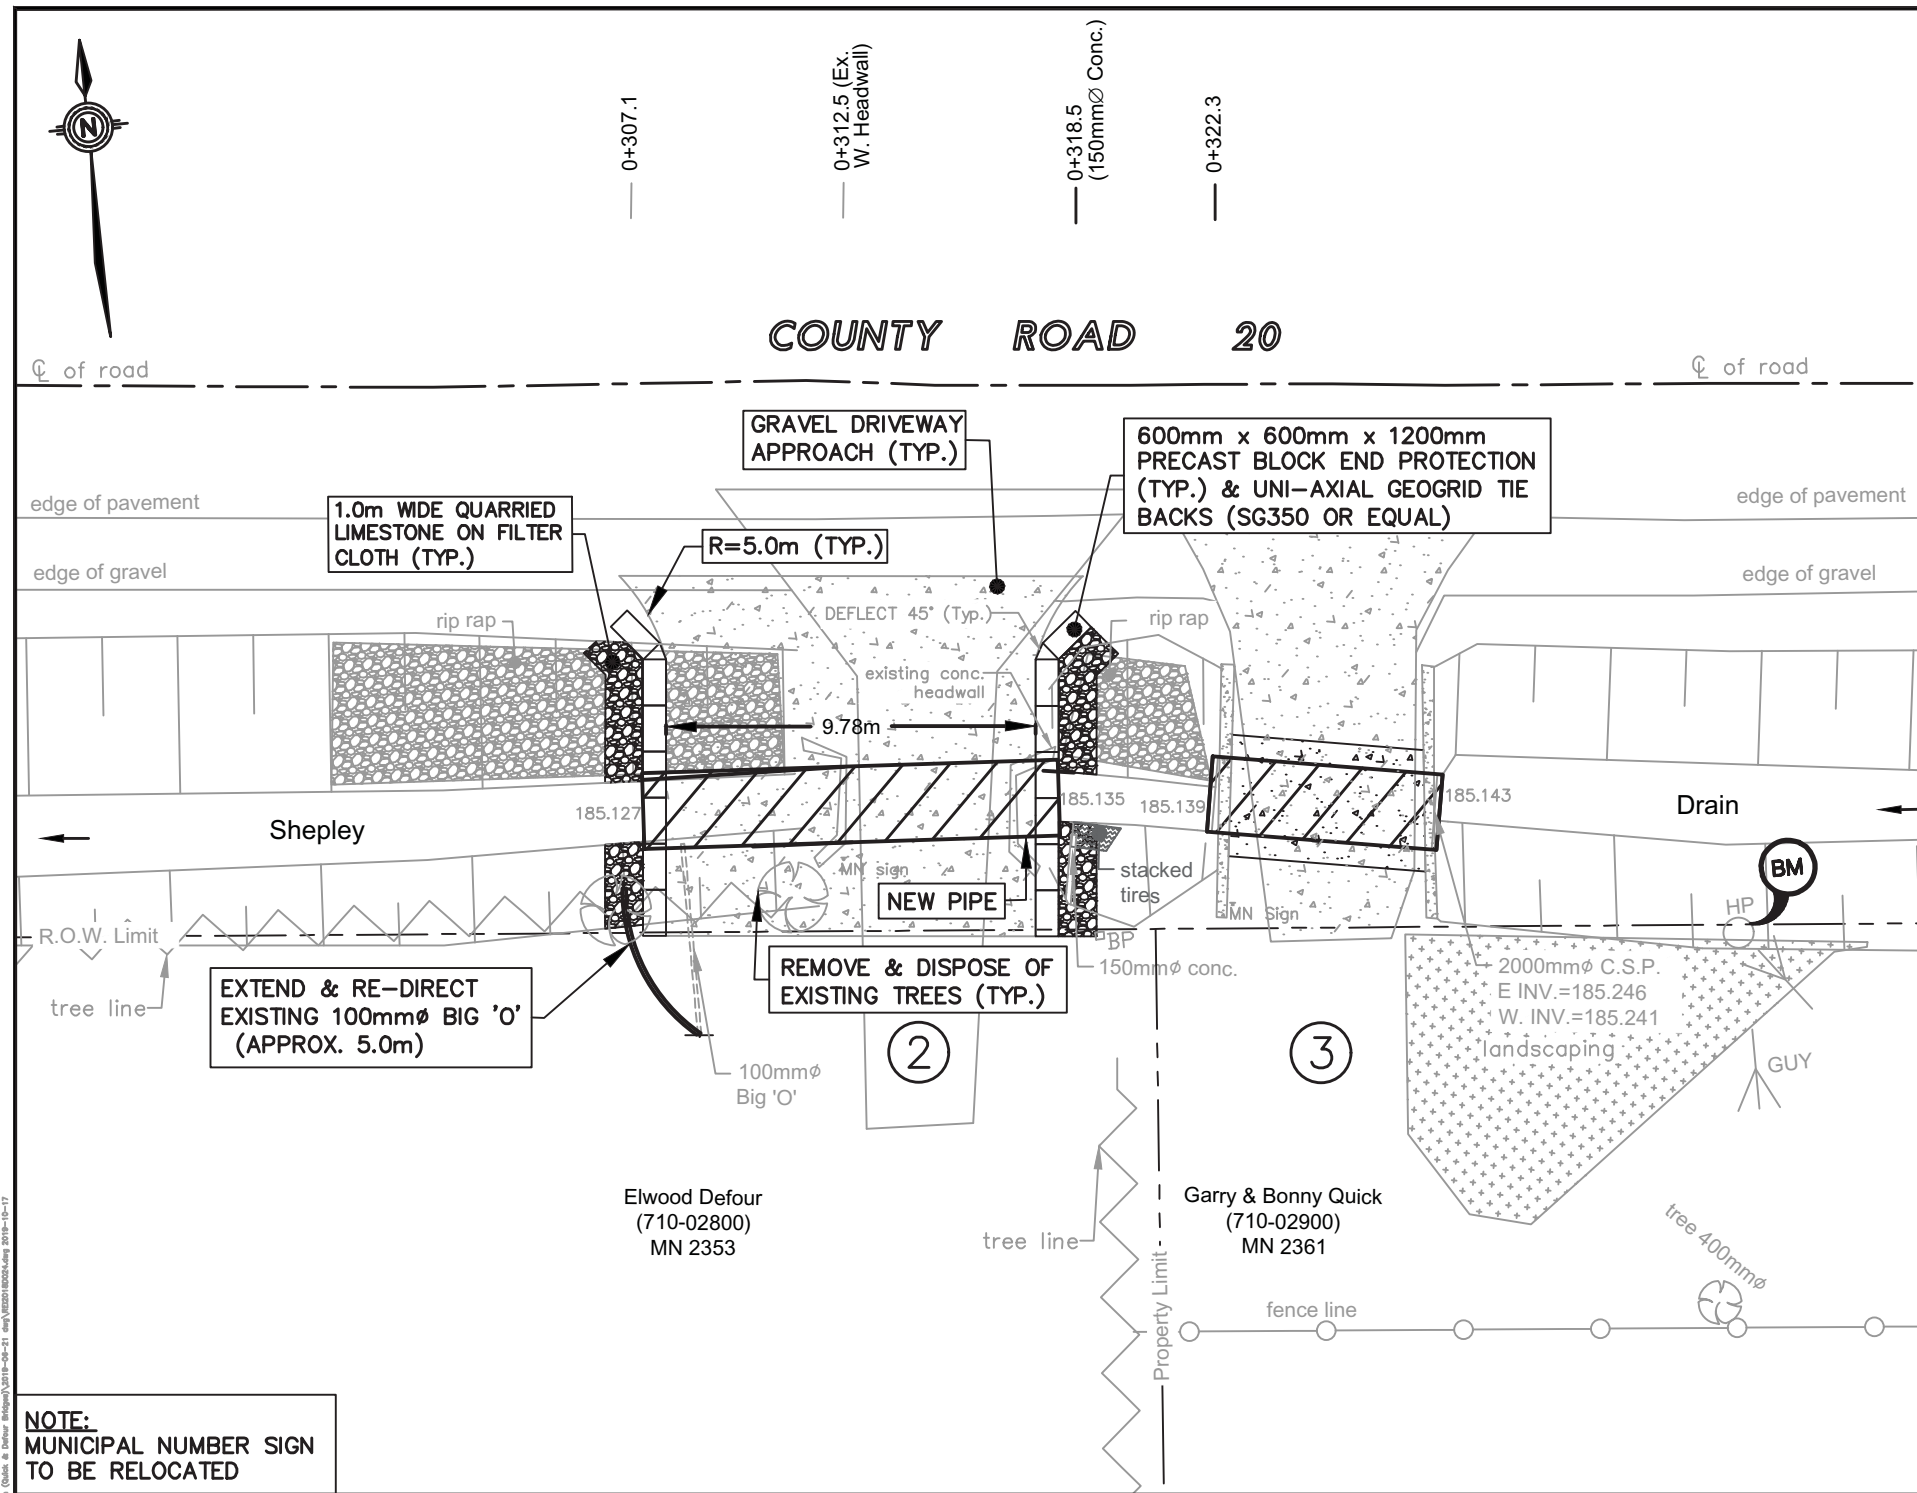 N
0+307.1
0+312.5 (Ex.
W. Headwall)
0+318.5
(150mm∅ Conc.)
0+322.3
COUNTY ROAD 20
℄ of road
℄ of road
GRAVEL DRIVEWAY
APPROACH (TYP.)
600mm x 600mm x 1200mm
PRECAST BLOCK END PROTECTION
(TYP.) & UNI-AXIAL GEOGRID TIE
BACKS (SG350 OR EQUAL)
edge of pavement
edge of pavement
1.0m WIDE QUARRIED
LIMESTONE ON FILTER
CLOTH (TYP.)
R=5.0m (TYP.)
edge of gravel
edge of gravel
rip rap
DEFLECT 45° (Typ.)
rip rap
existing conc.
headwall
9.78m
185.127
185.135
185.139
185.143
Shepley
Drain
MN sign
stacked
tires
NEW PIPE
BM
HP
MN Sign
R.O.W. Limit
BP
150mmø conc.
tree line
EXTEND & RE-DIRECT
EXISTING 100mmø BIG 'O'
(APPROX. 5.0m)
REMOVE & DISPOSE OF
EXISTING TREES (TYP.)
2000mmø C.S.P.
E INV.=185.246
W. INV.=185.241
landscaping
GUY
2
3
100mmø
Big 'O'
Elwood Defour
(710-02800)
MN 2353
Garry & Bonny Quick
(710-02900)
MN 2361
tree line
Property Limit
tree 400mmø
fence line
NOTE:
MUNICIPAL NUMBER SIGN
TO BE RELOCATED